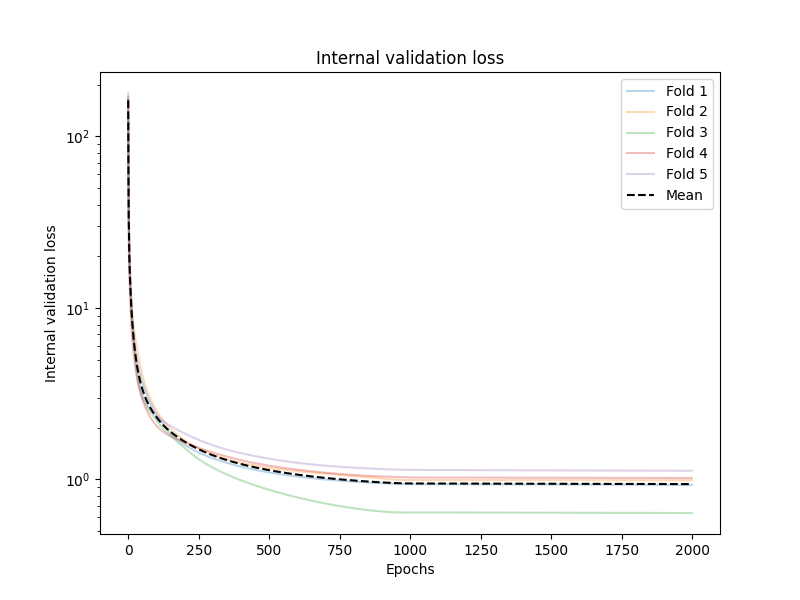 Internal validation loss
Fold 1
Fold 2
Fold 3
Fold 4
Fold 5
Mean
Internal validation loss
10²
10¹
10⁰
0
250
500
750
1000
1250
1500
1750
2000
Epochs